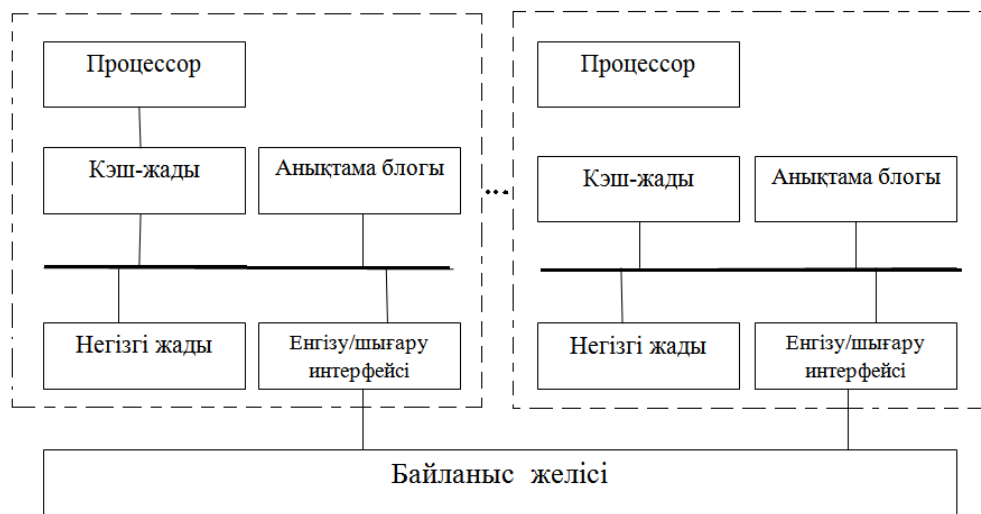 Процессор
Кэш-жады
Анықтама блогы
Негізгі жады
Енгізу/шығару
интерфейсі
...
Процессор
Кэш-жады
Анықтама блогы
Негізгі жады
Енгізу/шығару
интерфейсі
Байланыс желісі